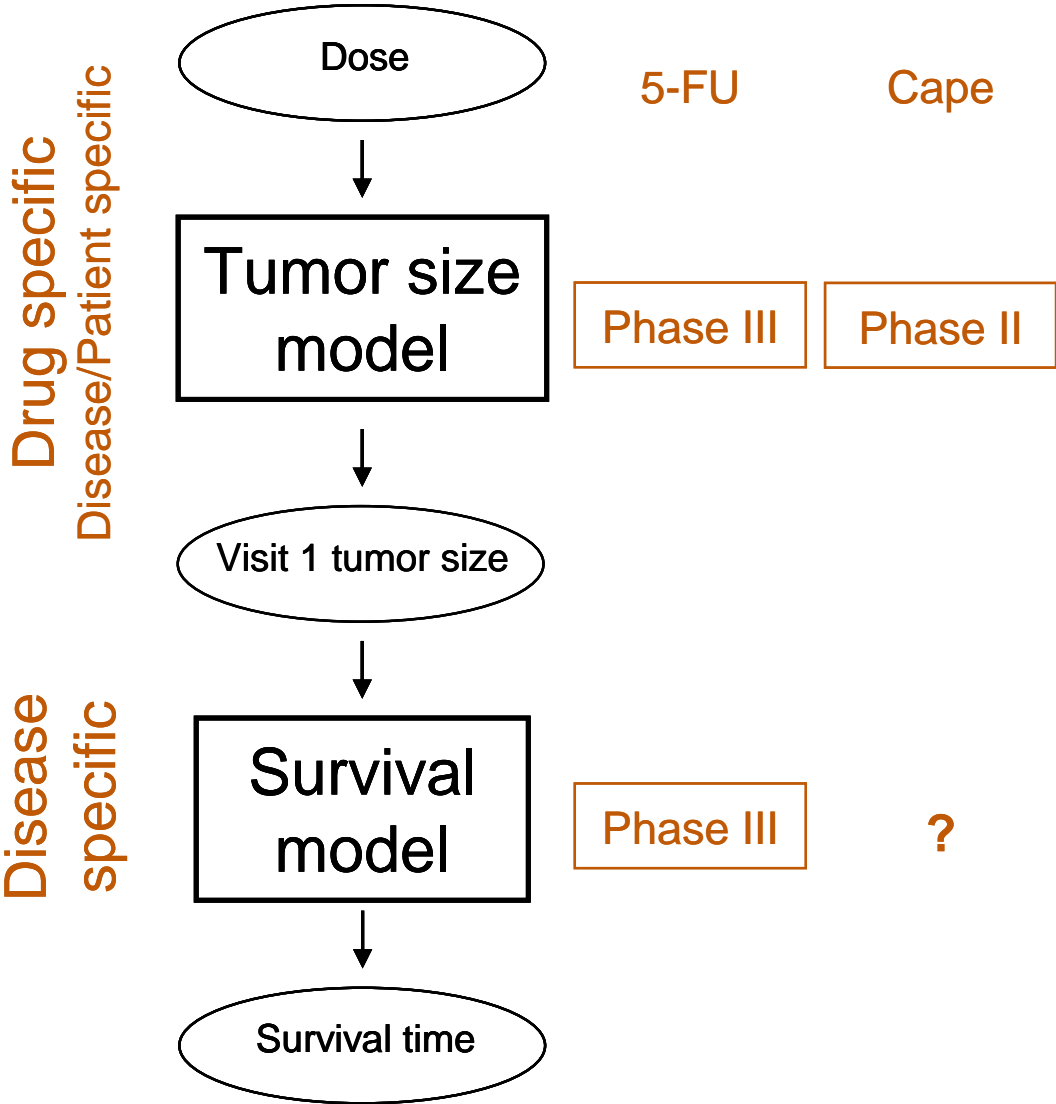 Dose
5-FU
Cape
Drug specific
Disease/Patient specific
Tumor size
model
Phase III
Phase II
Visit 1 tumor size
Disease
specific
Survival
model
Phase III
?
Survival time